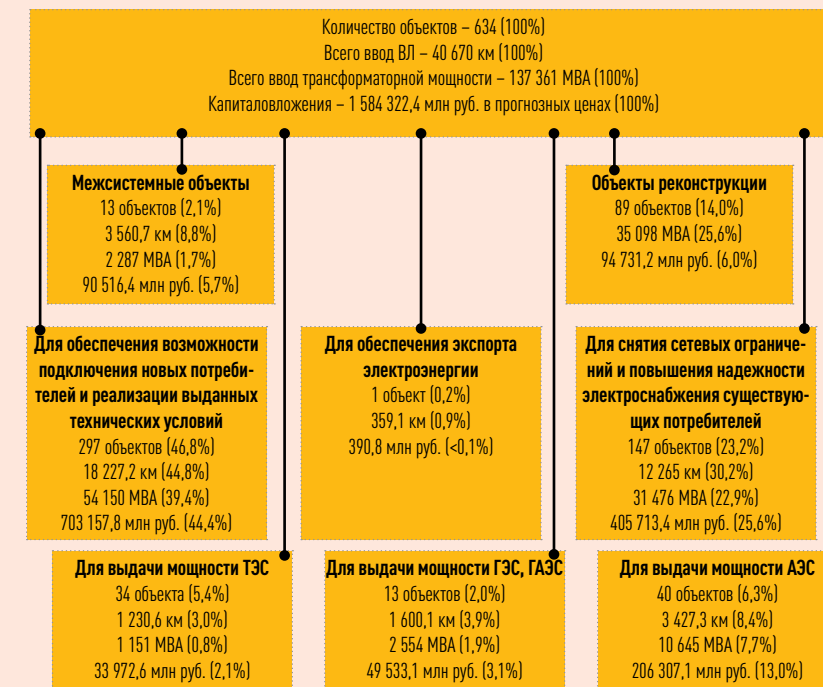 Количество объектов – 634 (100%)
Всего ввод ВЛ – 40 670 км (100%)
Всего ввод трансформаторной мощности – 137 361 МВА (100%)
Капиталовложения – 1 584 322,4 млн руб. в прогнозных ценах (100%)
Межсистемные объекты
13 объектов (2,1%)
3 560,7 км (8,8%)
2 287 МВА (1,7%)
90 516,4 млн руб. (5,7%)
Объекты реконструкции
89 объектов (14,0%)
35 098 МВА (25,6%)
94 731,2 млн руб. (6,0%)
Для обеспечения возможности
подключения новых потреби-
телей и реализации выданных
технических условий
297 объектов (46,8%)
18 227,2 км (44,8%)
54 150 МВА (39,4%)
703 157,8 млн руб. (44,4%)
Для обеспечения экспорта
электроэнергии
1 объект (0,2%)
359,1 км (0,9%)
390,8 млн руб. (<0,1%)
Для снятия сетевых ограниче-
ний и повышения надежности
электроснабжения существую-
щих потребителей
147 объектов (23,2%)
12 265 км (30,2%)
31 476 МВА (22,9%)
405 713,4 млн руб. (25,6%)
Для выдачи мощности ТЭС
34 объекта (5,4%)
1 230,6 км (3,0%)
1 151 МВА (0,8%)
33 972,6 млн руб. (2,1%)
Для выдачи мощности ГЭС, ГАЭС
13 объектов (2,0%)
1 600,1 км (3,9%)
2 554 МВА (1,9%)
49 533,1 млн руб. (3,1%)
Для выдачи мощности АЭС
40 объектов (6,3%)
3 427,3 км (8,4%)
10 645 МВА (7,7%)
206 307,1 млн руб. (13,0%)